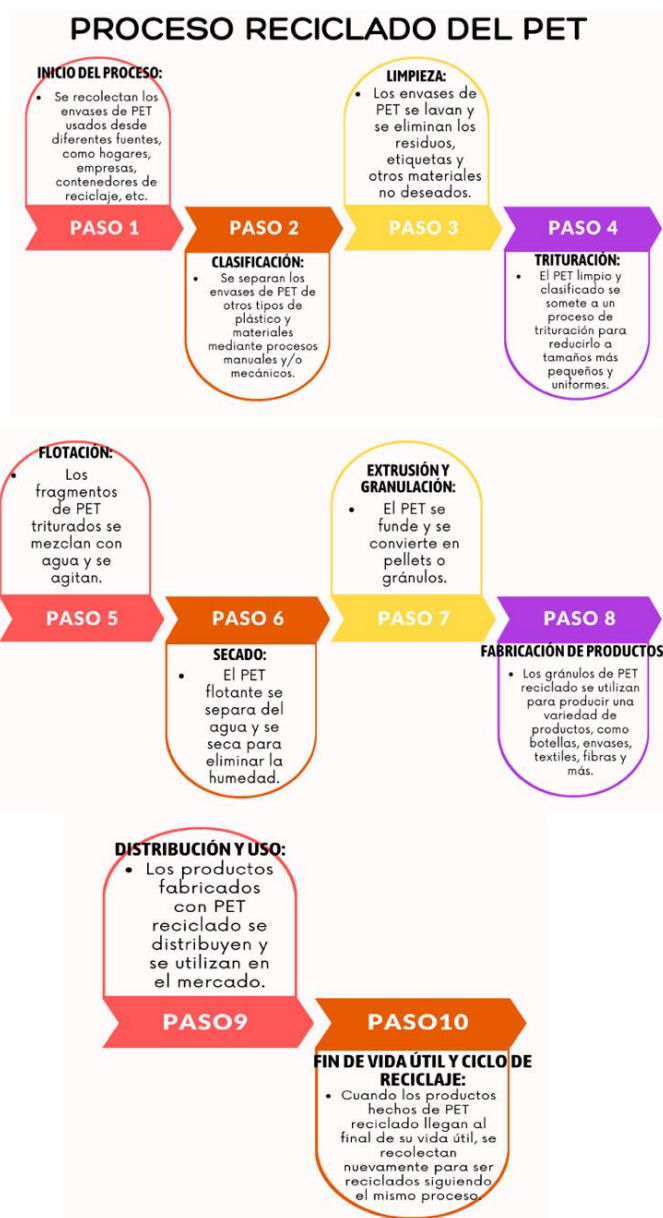 PROCESO RECICLADO DEL PET
INICIO DEL PROCESO:
• Se recolectan los
envases de PET
usados desde
diferentes fuentes,
como hogares,
empresas,
contenedores de
reciclaje, etc.
PASO 1
PASO 2
CLASIFICACIÓN:
• Se separan los
envases de PET de
otros tipos de
plástico y
materiales
mediante procesos
manuales y/o
mecánicos.
LIMPIEZA:
• Los envases de
PET se lavan y
se eliminan los
residuos,
etiquetas y
otros materiales
no deseados.
PASO 3
PASO 4
TRITURACIÓN:
• El PET limpio y
clasificado se
somete a un
proceso de
trituración para
reducirlo a
tamaños más
pequeños y
uniformes.
FLOTACIÓN:
• Los
fragmentos
de PET
triturados se
mezclan con
agua y se
agitan.
PASO 5
PASO 6
SECADO:
• El PET
flotante se
separa del
agua y se
seca para
eliminar la
humedad.
EXTRUSIÓN Y
GRANULACIÓN:
• El PET se
funde y se
convierte en
pellets o
gránulos.
PASO 7
PASO 8
FABRICACIÓN DE PRODUCTOS
• Los gránulos de PET
reciclado se utilizan
para producir una
variedad de
productos, como
botellas, envases,
textiles, fibras y
más.
DISTRIBUCIÓN Y USO:
• Los productos
fabricados
con PET
reciclado se
distribuyen y
se utilizan en
el mercado.
PASO9
PASO10
FIN DE VIDA ÚTIL Y CICLO DE
RECICLAJE:
• Cuando los productos
hechos de PET
reciclado llegan al
final de su vida útil, se
recolectan
nuevamente para ser
reciclados siguiendo
el mismo proceso.